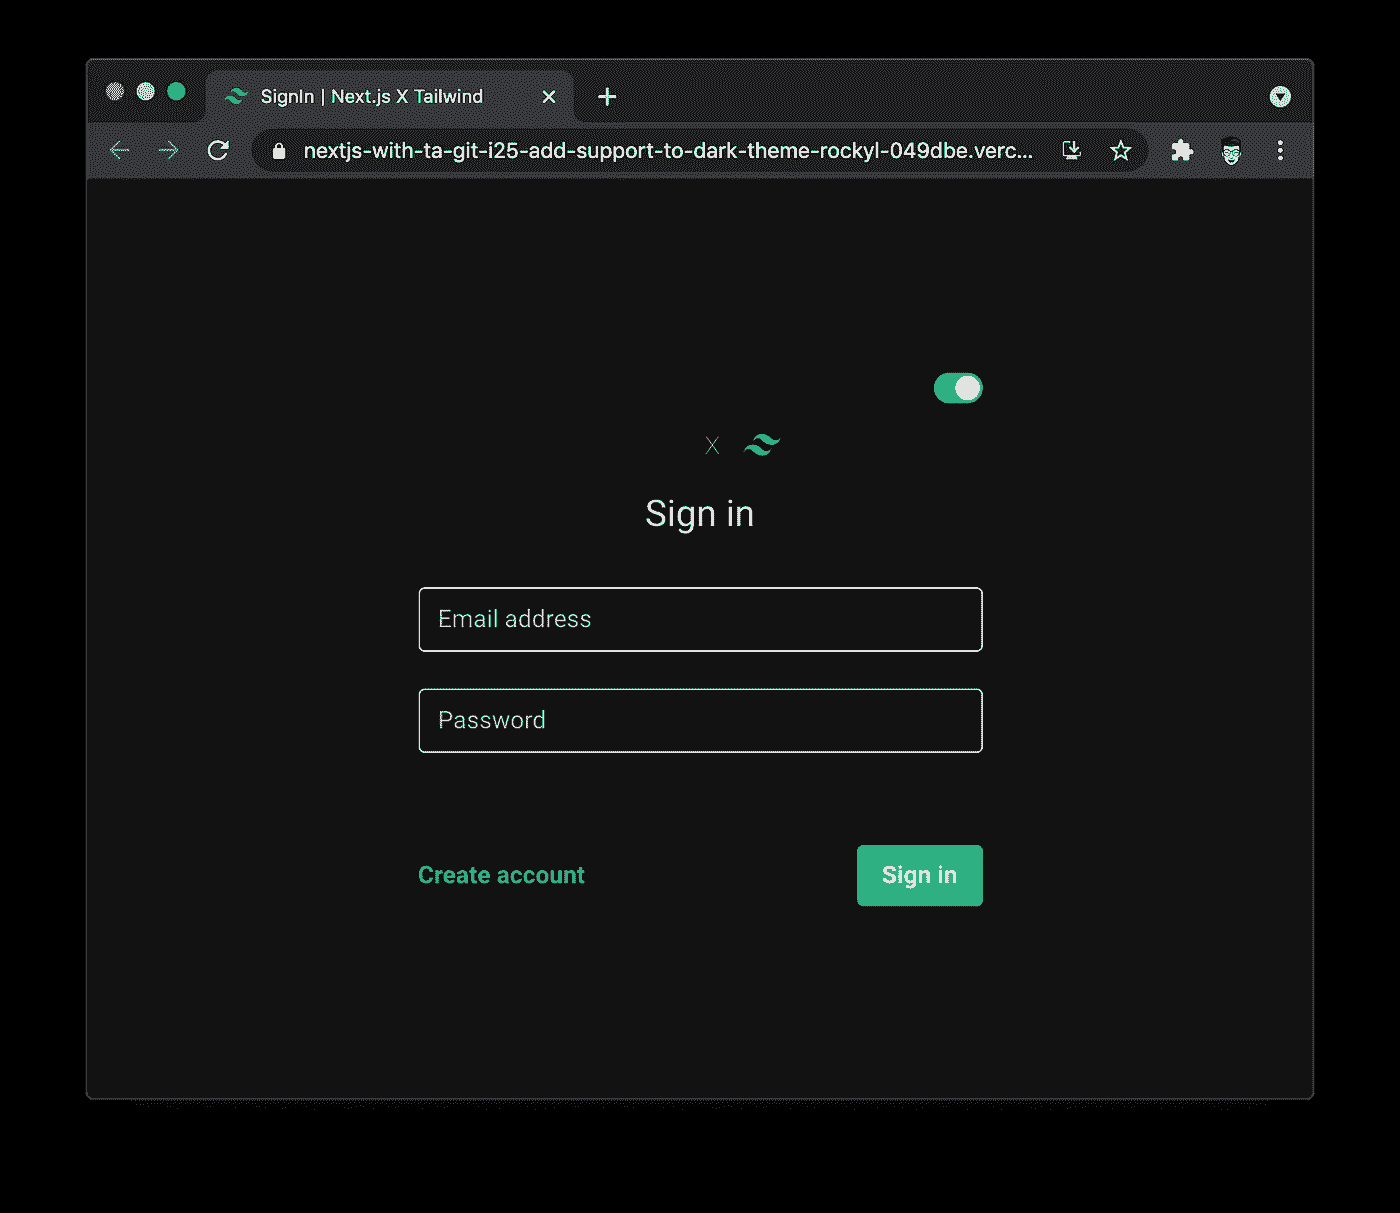 SignIn | Next.js X Tailwind
nextjs-with-ta-git-i25-add-support-to-dark-theme-rockyl-049dbe.verc...
X
Sign in
Email address
Password
Create account
Sign in